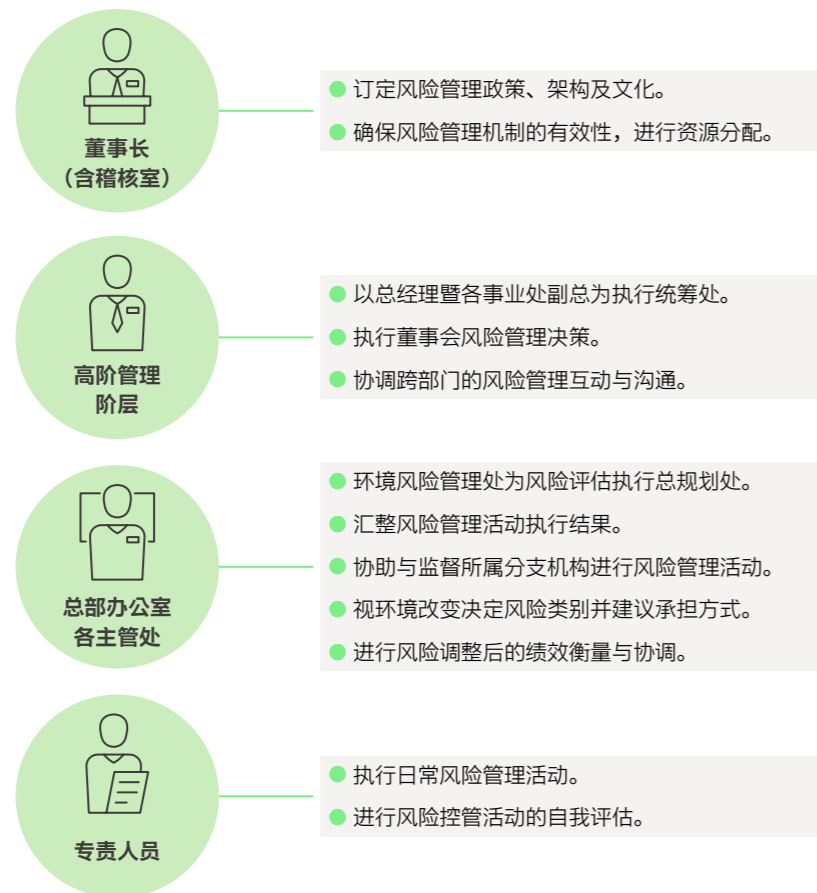 董事长
（含稽核室）
订定风险管理政策、架构及文化。
确保风险管理机制的有效性，进行资源分配。
高阶管理
阶层
以总经理暨各事业处副总为执行统筹处。
执行董事会风险管理决策。
协调跨部门的风险管理互动与沟通。
总部办公室
各主管处
环境风险管理处为风险评估执行总规划处。
汇整风险管理活动执行结果。
协助与监督所属分支机构进行风险管理活动。
视环境改变决定风险类别并建议承担方式。
进行风险调整后的绩效衡量与协调。
专责人员
执行日常风险管理活动。
进行风险控管活动的自我评估。